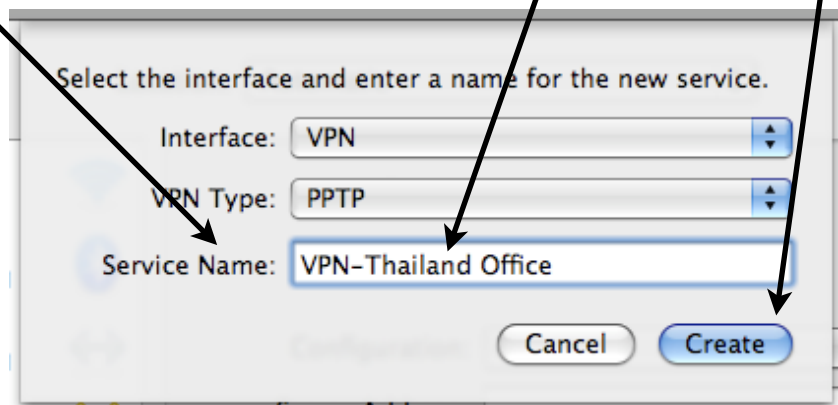 Select the interface and enter a name for the new service.
Interface: VPN
VPN Type: PPTP
Service Name: VPN-Thailand Office
Configuration:
Cancel Create